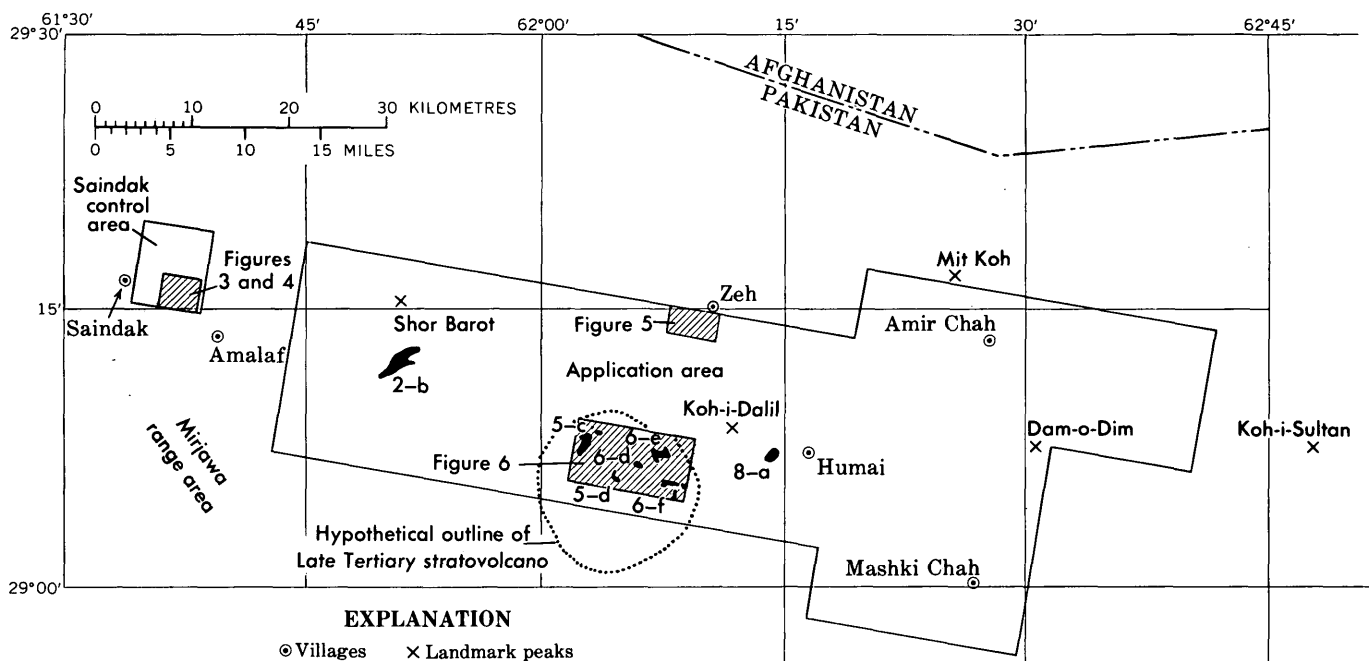 61°30' 45' 62°00' 15' 30' 62°45'
29°30'
AFGHANISTAN
PAKISTAN
0 10 20 30 KILOMETRES
0 5 10 15 MILES
Saindak
control
area
Figures
3 and 4
Mit Koh
Zeh
15'
Saindak
Shor Barot
Figure 5
Amir Chah
Amalaf
2-b
Application area
Koh-i-Dalil
5-c
6-e
Dam-o-Dim
Koh-i-Sultan
Mirjawa
range area
Figure 6
6-d
8-a
Humai
5-d
6-f
Hypothetical outline of
Late Tertiary stratovolcano
Mashki Chah
29°00'
EXPLANATION
Villages
Landmark peaks